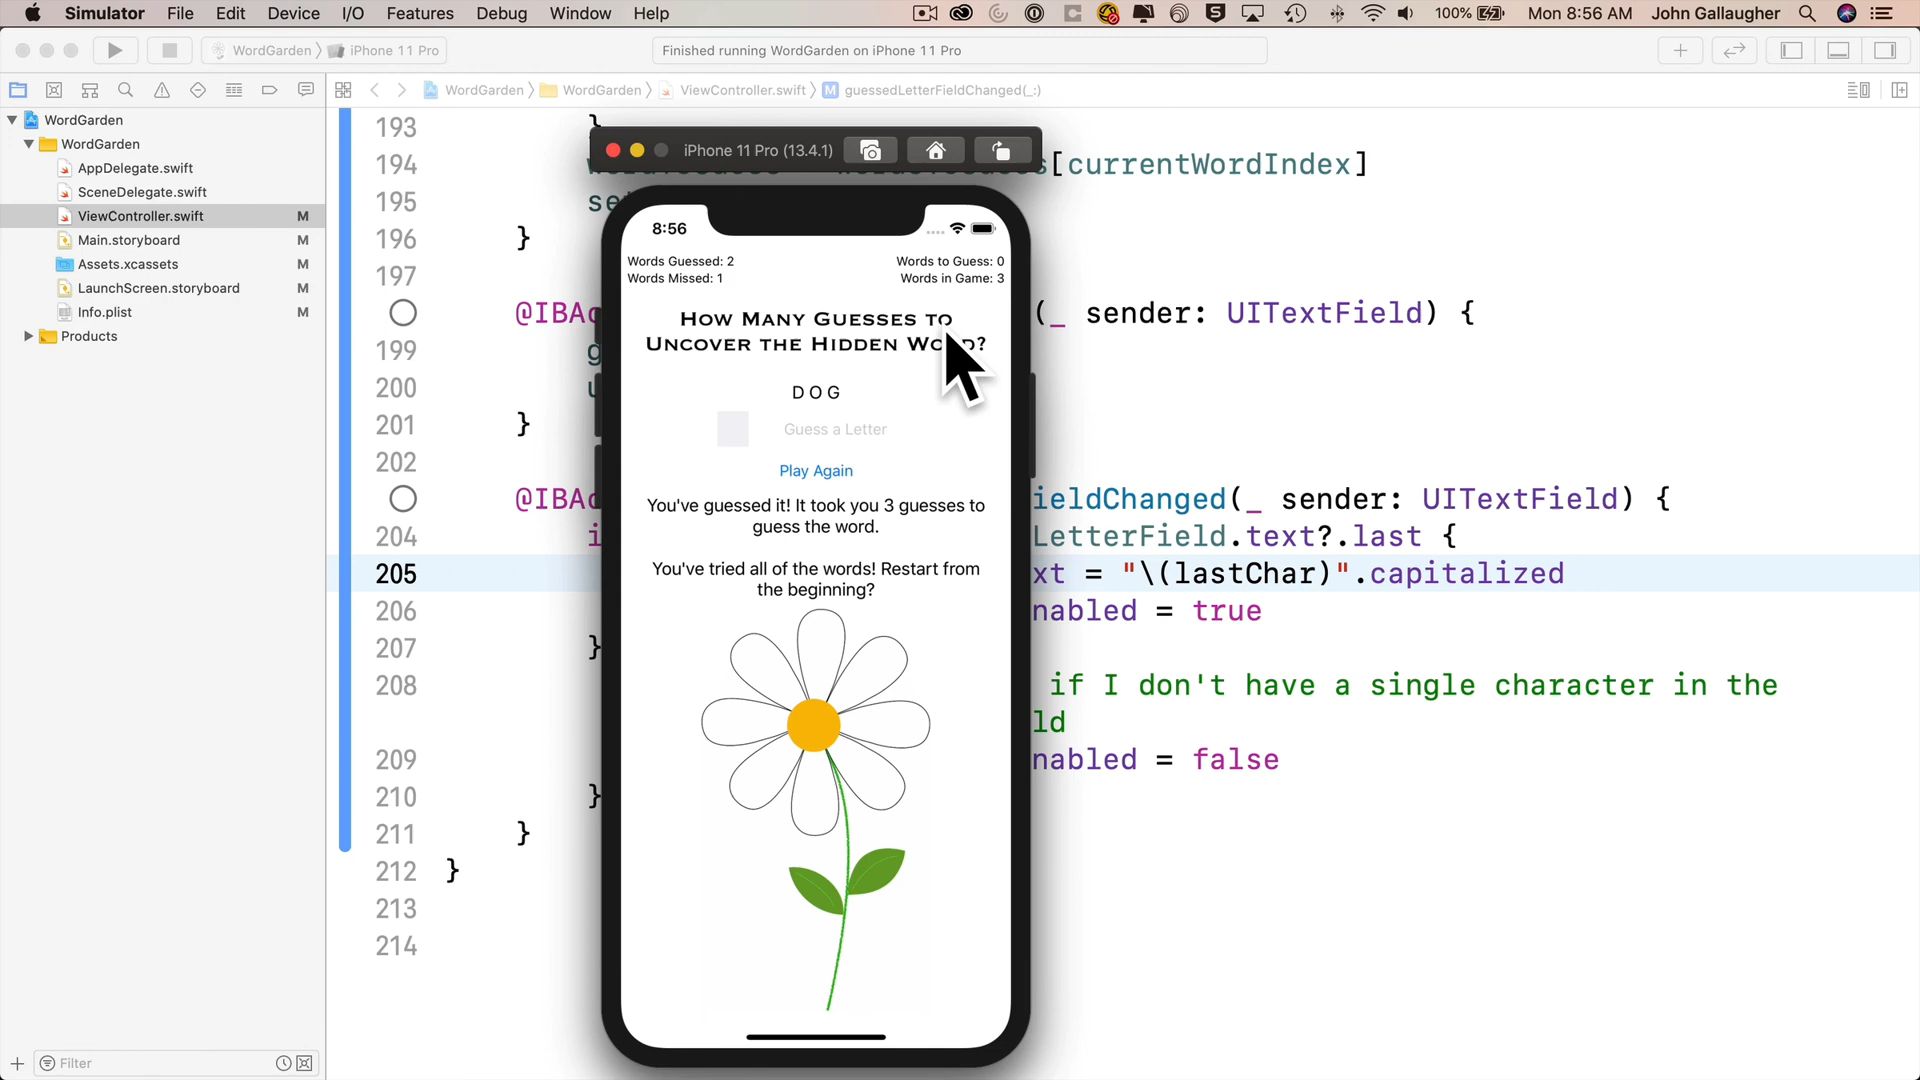 Simulator File Edit Device I/O Features Debug Window Help 100% Mon 8:56 AM John Gallaugher
WordGarden iPhone 11 Pro
Finished running WordGarden on iPhone 11 Pro
WordGarden WordGarden ViewController.swift M guessedLetterFieldChanged(_:)
WordGarden
WordGarden
AppDelegate.swift
SceneDelegate.swift
ViewController.swift M
Main.storyboard M
Assets.xcassets M
LaunchScreen.storyboard M
Info.plist M
Products
Filter
193 }
194 [currentWordIndex]
195 se
196 }
197
@IBAc (_ sender: UITextField) {
199 g
200 u
201 }
202
@IBAc ieldChanged(_ sender: UITextField) {
204 i LetterField.text?.last {
205 xt = "\(lastChar)".capitalized
206 nabled = true
207 }
208 if I don't have a single character in the
ld
209 nabled = false
210 }
211 }
212 }
213
214
iPhone 11 Pro (13.4.1)
8:56
Words Guessed: 2 Words to Guess: 0
Words Missed: 1 Words in Game: 3
How Many Guesses to
Uncover the Hidden Word?
D O G
Guess a Letter
Play Again
You've guessed it! It took you 3 guesses to
guess the word.
You've tried all of the words! Restart from
the beginning?